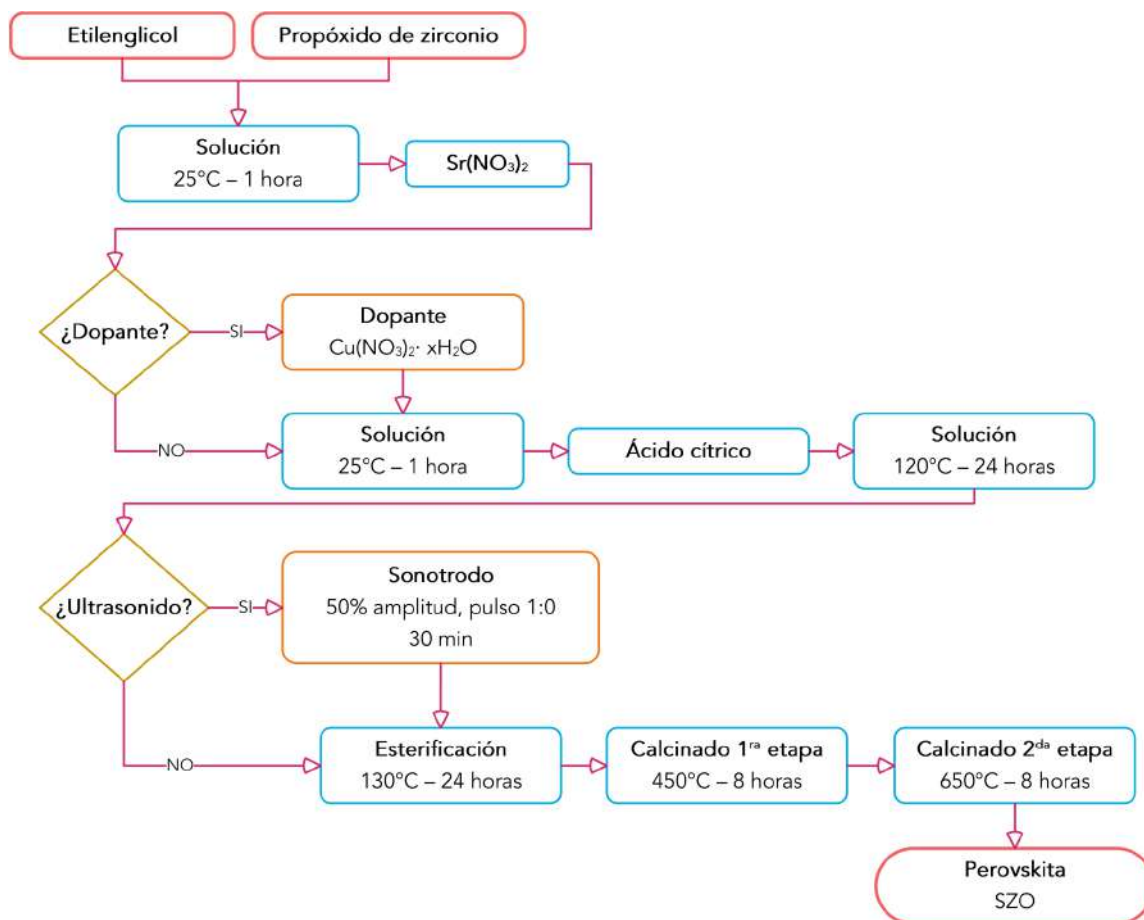 Etilenglicol
Propóxido de zirconio
Solución
25°C – 1 hora
Sr(NO₃)₂
¿Dopante?
SI
Dopante
Cu(NO₃)₂· xH₂O
NO
Solución
25°C – 1 hora
Ácido cítrico
Solución
120°C – 24 horas
¿Ultrasonido?
SI
Sonotrodo
50% amplitud, pulso 1:0
30 min
NO
Esterificación
130°C – 24 horas
Calcinado 1ʳᵃ etapa
450°C – 8 horas
Calcinado 2ᵈᵃ etapa
650°C – 8 horas
Perovskita
SZO